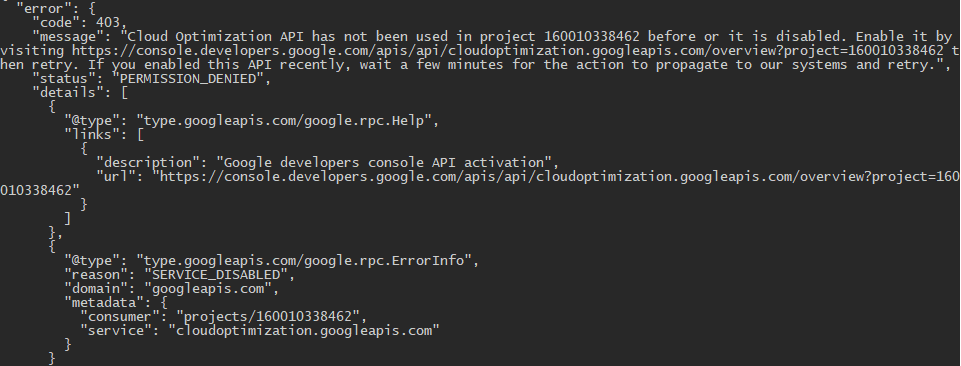 "error": {
"code": 403,
"message": "Cloud Optimization API has not been used in project 160010338462 before or it is disabled. Enable it by
visiting https://console.developers.google.com/apis/api/cloudoptimization.googleapis.com/overview?project=160010338462 t
hen retry. If you enabled this API recently, wait a few minutes for the action to propagate to our systems and retry.",
"status": "PERMISSION_DENIED",
"details": [
{
"@type": "type.googleapis.com/google.rpc.Help",
"links": [
{
"description": "Google developers console API activation",
"url": "https://console.developers.google.com/apis/api/cloudoptimization.googleapis.com/overview?project=160
010338462"
}
]
},
{
"@type": "type.googleapis.com/google.rpc.ErrorInfo",
"reason": "SERVICE_DISABLED",
"domain": "googleapis.com",
"metadata": {
"consumer": "projects/160010338462",
"service": "cloudoptimization.googleapis.com"
}
}